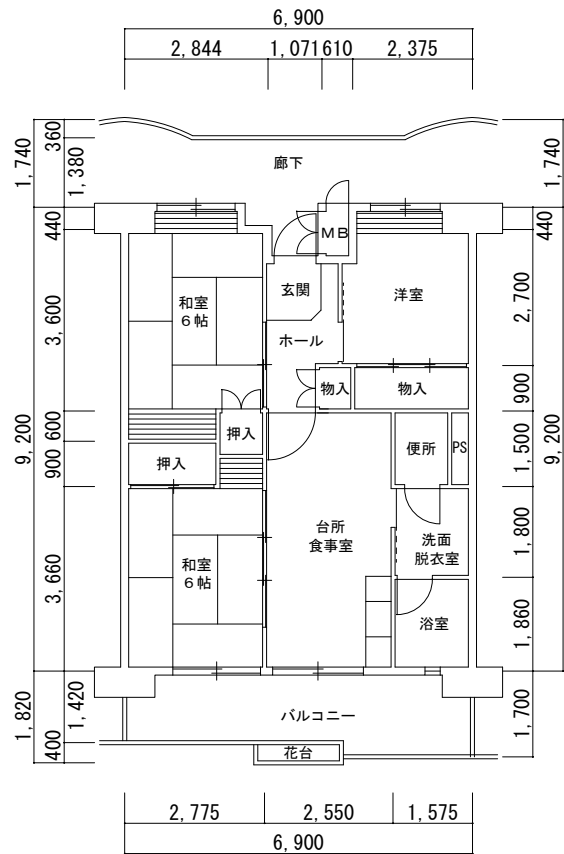 6,900
2,844
1,071
610
2,375
1,740
360
1,380
廊下
1,740
440
440
MB
玄関
洋室
和室
6帖
ホール
3,600
2,700
物入
物入
900
押入
押入
便所
PS
600
900
1,500
9,200
9,200
台所
食事室
洗面
脱衣室
1,800
和室
6帖
3,660
浴室
1,860
バルコニー
花台
1,820
1,420
400
1,700
2,775
2,550
1,575
6,900